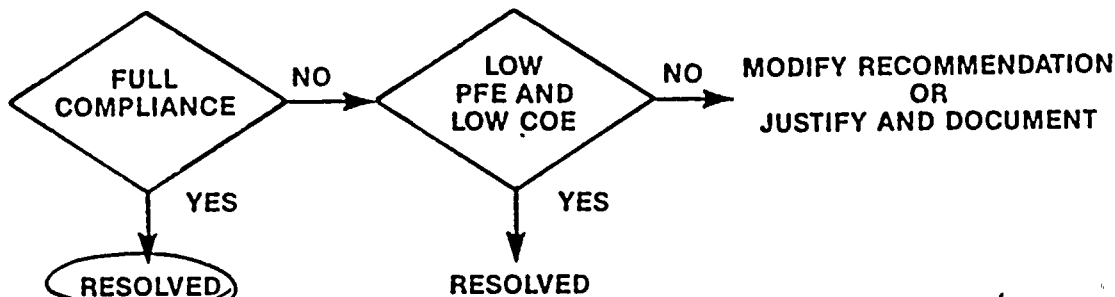 FULL
COMPLIANCE
NO
LOW
PFE AND
LOW COE
NO
MODIFY RECOMMENDATION
OR
JUSTIFY AND DOCUMENT
YES
YES
RESOLVED
RESOLVED